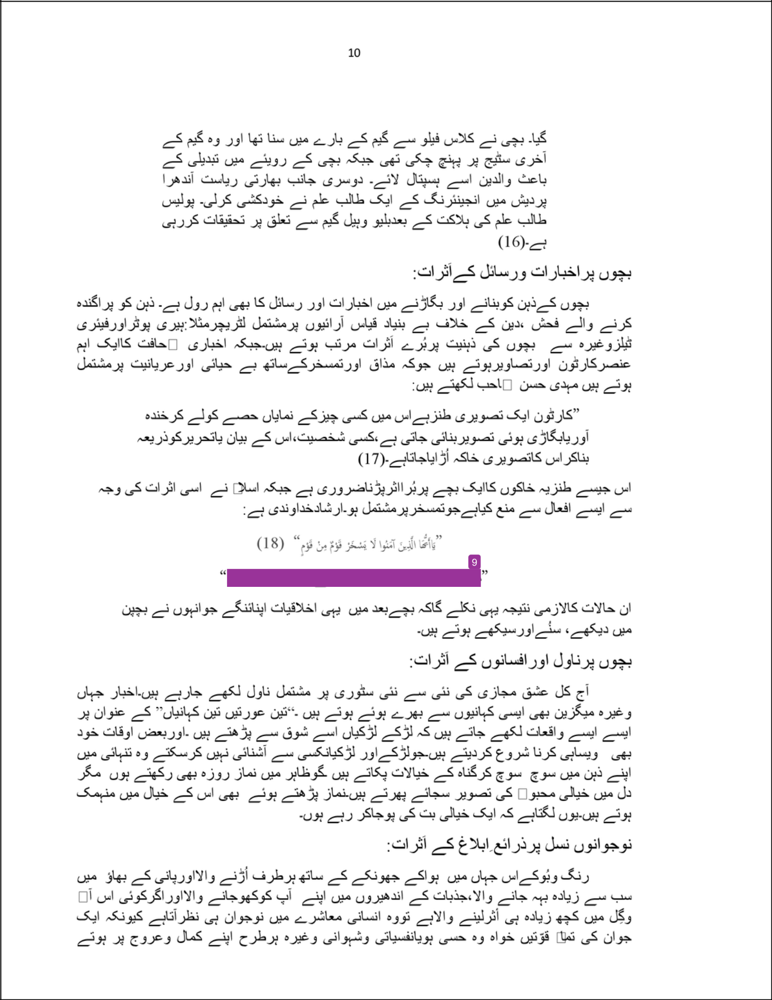 10
گیا۔ بچی نے کلاس فیلو سے گیم کے بارے میں سنا تھا اور وہ گیم کے
آخری سٹیج پر پہنچ چکی تھی جبکہ بچی کے رویئے میں تبدیلی کے
باعث والدین اسے ہسپتال لائے۔ دوسری جانب بھارتی ریاست آندھرا
پردیش میں انجینئرنگ کے ایک طالب علم نے خودکشی کرلی۔ پولیس
طالب علم کی ہلاکت کے بعدبلیو وہیل گیم سے تعلق پر تحقیقات کررہی
ہے۔(16)
بچوں پراخبارات ورسائل کےاَثرات:
بچوں کےذہن کوبنانے اور بگاڑنے میں اخبارات اور رسائل کا بھی اہم رول ہے۔ ذہن کو پراگندہ
کرنے والے فحش ،دین کے خلاف بے بنیاد قیاس آرائیوں پرمشتمل لٹریچرمثلا:ہیری پوٹراورفیئری
ٹیلزوغیرہ سے بچوں کی ذہنیت پربُرے اَثرات مرتب ہوتے ہیں۔جبکہ اخباری □حافت کاایک اہم
عنصرکارٹون اورتصاویرہوتے ہیں جوکہ مذاق اورتمسخرکےساتھ بے حیائی اورعریانیت پرمشتمل
ہوتے ہیں مہدی حسن □احب لکھتے ہیں:
”کارٹون ایک تصویری طنزہےاس میں کسی چیزکے نمایاں حصے کولے کرخندہ
آوریابگاڑی ہوئی تصویربنائی جاتی ہے،کسی شخصیت،اس کے بیان یاتحریرکوذریعہ
بناکراس کاتصویری خاکہ اُڑایاجاتاہے۔(17)
اس جیسے طنزیہ خاکوں کاایک بچے پربُرااثرپڑناضروری ہے جبکہ اسلا□ نے اسی اثرات کی وجہ
سے ایسے افعال سے منع کیاہےجوتمسخرپرمشتمل ہو۔ارشادخداوندی ہے:
”يَاأَيُّهَا الَّذِينَ آمَنُوا لَا يَسْخَرْ قَوْمٌ مِنْ قَوْمٍ“ (18)
9
”“
ان حالات کالازمی نتیجہ یہی نکلے گاکہ بچےبعد میں یہی اخلاقیات اپنائنگے جوانہوں نے بچپن
میں دیکھے، سنُےاورسیکھے ہوتے ہیں۔
بچوں پرناول اورافسانوں کے اَثرات:
آج کل عشق مجازی کی نئی سے نئی سٹوری پر مشتمل ناول لکھے جارہے ہیں۔اخبار جہاں
وغیرہ میگزین بھی ایسی کہانیوں سے بھرے ہوئے ہوتے ہیں ۔“تین عورتیں تین کہانیاں” کے عنوان پر
ایسے ایسے واقعات لکھے جاتے ہیں کہ لڑکے لڑکیاں اسے شوق سے پڑھتے ہیں ۔اوربعض اوقات خود
بھی ویساہی کرنا شروع کردیتے ہیں۔جولڑکےاور لڑکیانکسی سے آشنائی نہیں کرسکتے وہ تنہائی میں
اپنے ذہن میں سوچ سوچ کرگناہ کے خیالات پکاتے ہیں گوظاہر میں نماز روزہ بھی رکھتے ہوں مگر
دل میں خیالی محبو□ کی تصویر سجائے پھرتے ہیں۔نماز پڑھتے ہوئے بھی اس کے خیال میں منہمک
ہوتے ہیں۔یوں لگتاہے کہ ایک خیالی بت کی پوجاکر رہے ہوں۔
نوجوانوں نسل پرذرائعِ ابلاغ کے اَثرات:
رنگ وبُوکےاس جہاں میں ہواکے جھونکے کے ساتھ ہرطرف اُڑنے والااورپانی کے بھاؤ میں
سب سے زیادہ بہہ جانے والا،جذبات کے اندھیروں میں اپنے آپ کوکھوجانے والااوراگرکوئی اس آ□
وگِل میں کچھ زیادہ ہی أثرلینے والاہے تووہ انسانی معاشرے میں نوجوان ہی نظرآتاہے کیونکہ ایک
جوان کی تما□ قوّتیں خواہ وہ حسی ہویانفسیاتی وشہوانی وغیرہ ہرطرح اپنے کمال وعروج پر ہوتے